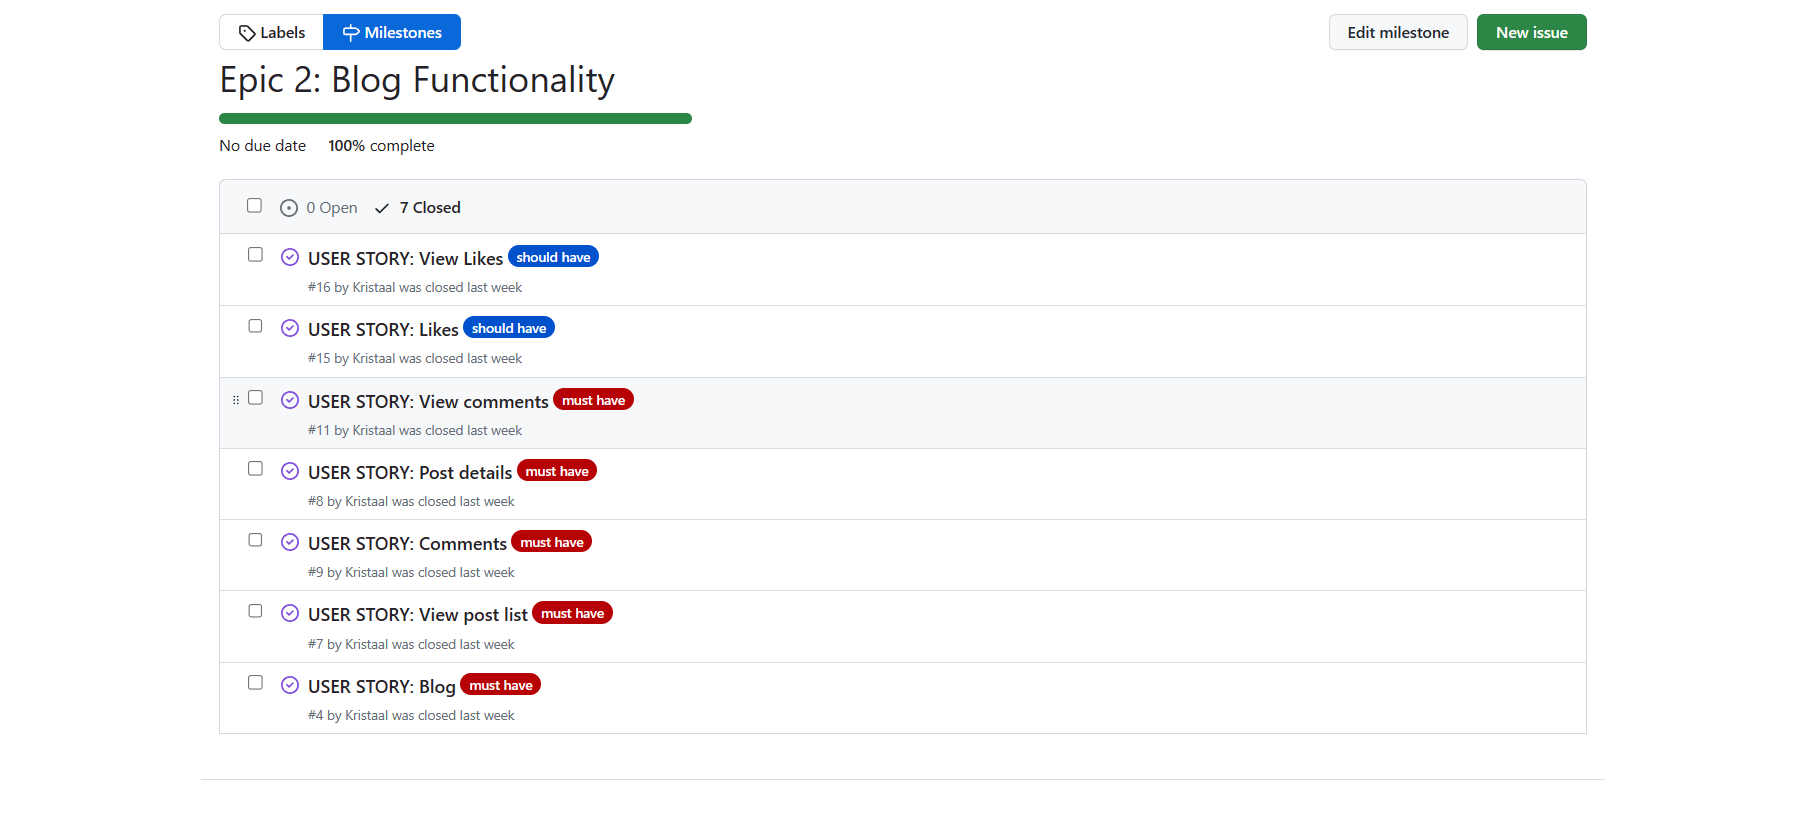 Labels Milestones Edit milestone New issue
Epic 2: Blog Functionality
No due date 100% complete
0 Open 7 Closed
USER STORY: View Likes should have
#16 by Kristaal was closed last week
USER STORY: Likes should have
#15 by Kristaal was closed last week
USER STORY: View comments must have
#11 by Kristaal was closed last week
USER STORY: Post details must have
#8 by Kristaal was closed last week
USER STORY: Comments must have
#9 by Kristaal was closed last week
USER STORY: View post list must have
#7 by Kristaal was closed last week
USER STORY: Blog must have
#4 by Kristaal was closed last week